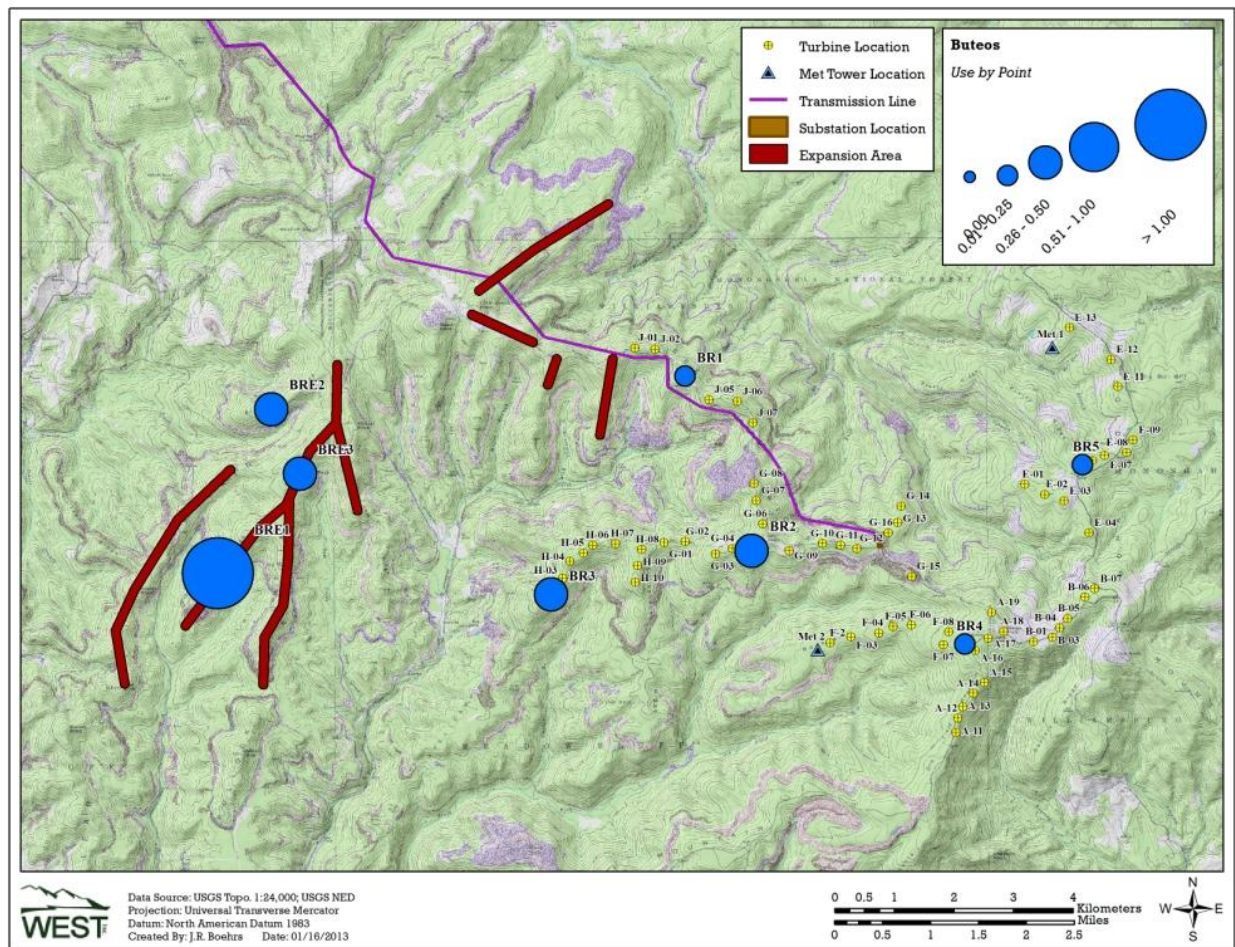 Turbine Location
Met Tower Location
Transmission Line
Substation Location
Expansion Area
Buteos
Use by Point
0.00
0.01 - 0.25
0.26 - 0.50
0.51 - 1.00
> 1.00
E-13
Met 1
J-01
J-02
E-12
BR1
E-11
BRE2
J-05
J-06
J-07
E-09
BR5
E-08
BRE3
E-07
G-08
E-01
E-02
G-07
E-03
G-14
G-13
BRE1
G-06
BR2
G-16
E-04
H-06
H-07
G-02
G-10
G-11
G-12
H-05
H-08
G-04
G-01
G-03
G-09
H-04
H-09
H-03
BR3
H-10
G-15
B-07
B-06
A-19
F-06
F-05
B-05
F-04
F-08
BR4
A-18
B-04
Met 2
F-2
B-01
B-03
F-03
F-07
A-17
A-16
A-15
A-14
A-13
A-12
A-11
WEST
INC
Data Source: USGS Topo. 1:24,000; USGS NED
Projection: Universal Transverse Mercator
Datum: North American Datum 1983
Created By: J.R. Boehrs Date: 01/16/2013
0 0.5 1 2 3 4
Kilometers
Miles
0 0.5 1 1.5 2 2.5
N
W E
S